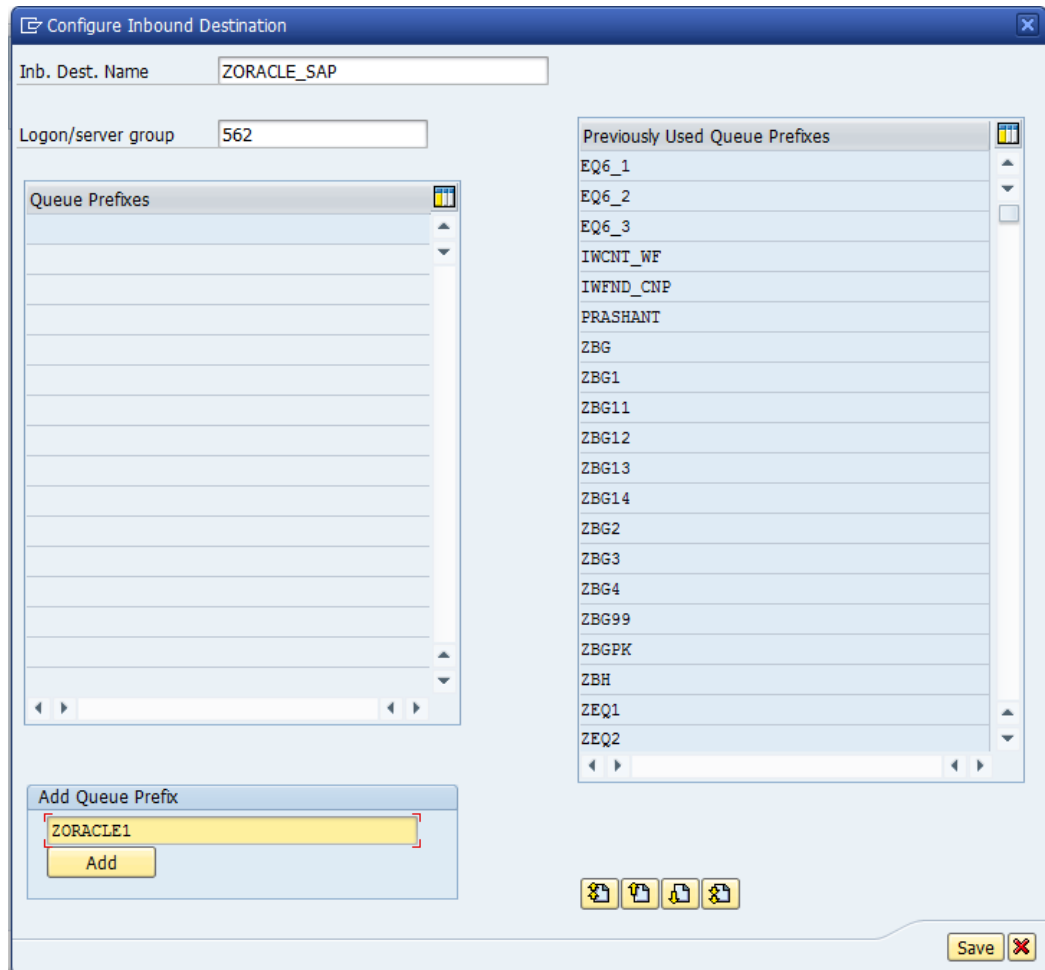 Configure Inbound Destination
Inb. Dest. Name ZORACLE_SAP
Logon/server group 562
Queue Prefixes
Add Queue Prefix
ZORACLE1
Add
Previously Used Queue Prefixes
EQ6_1
EQ6_2
EQ6_3
IWCNT_WF
IWFND_CNP
PRASHANT
ZBG
ZBG1
ZBG11
ZBG12
ZBG13
ZBG14
ZBG2
ZBG3
ZBG4
ZBG99
ZBGPK
ZBH
ZEQ1
ZEQ2
Save